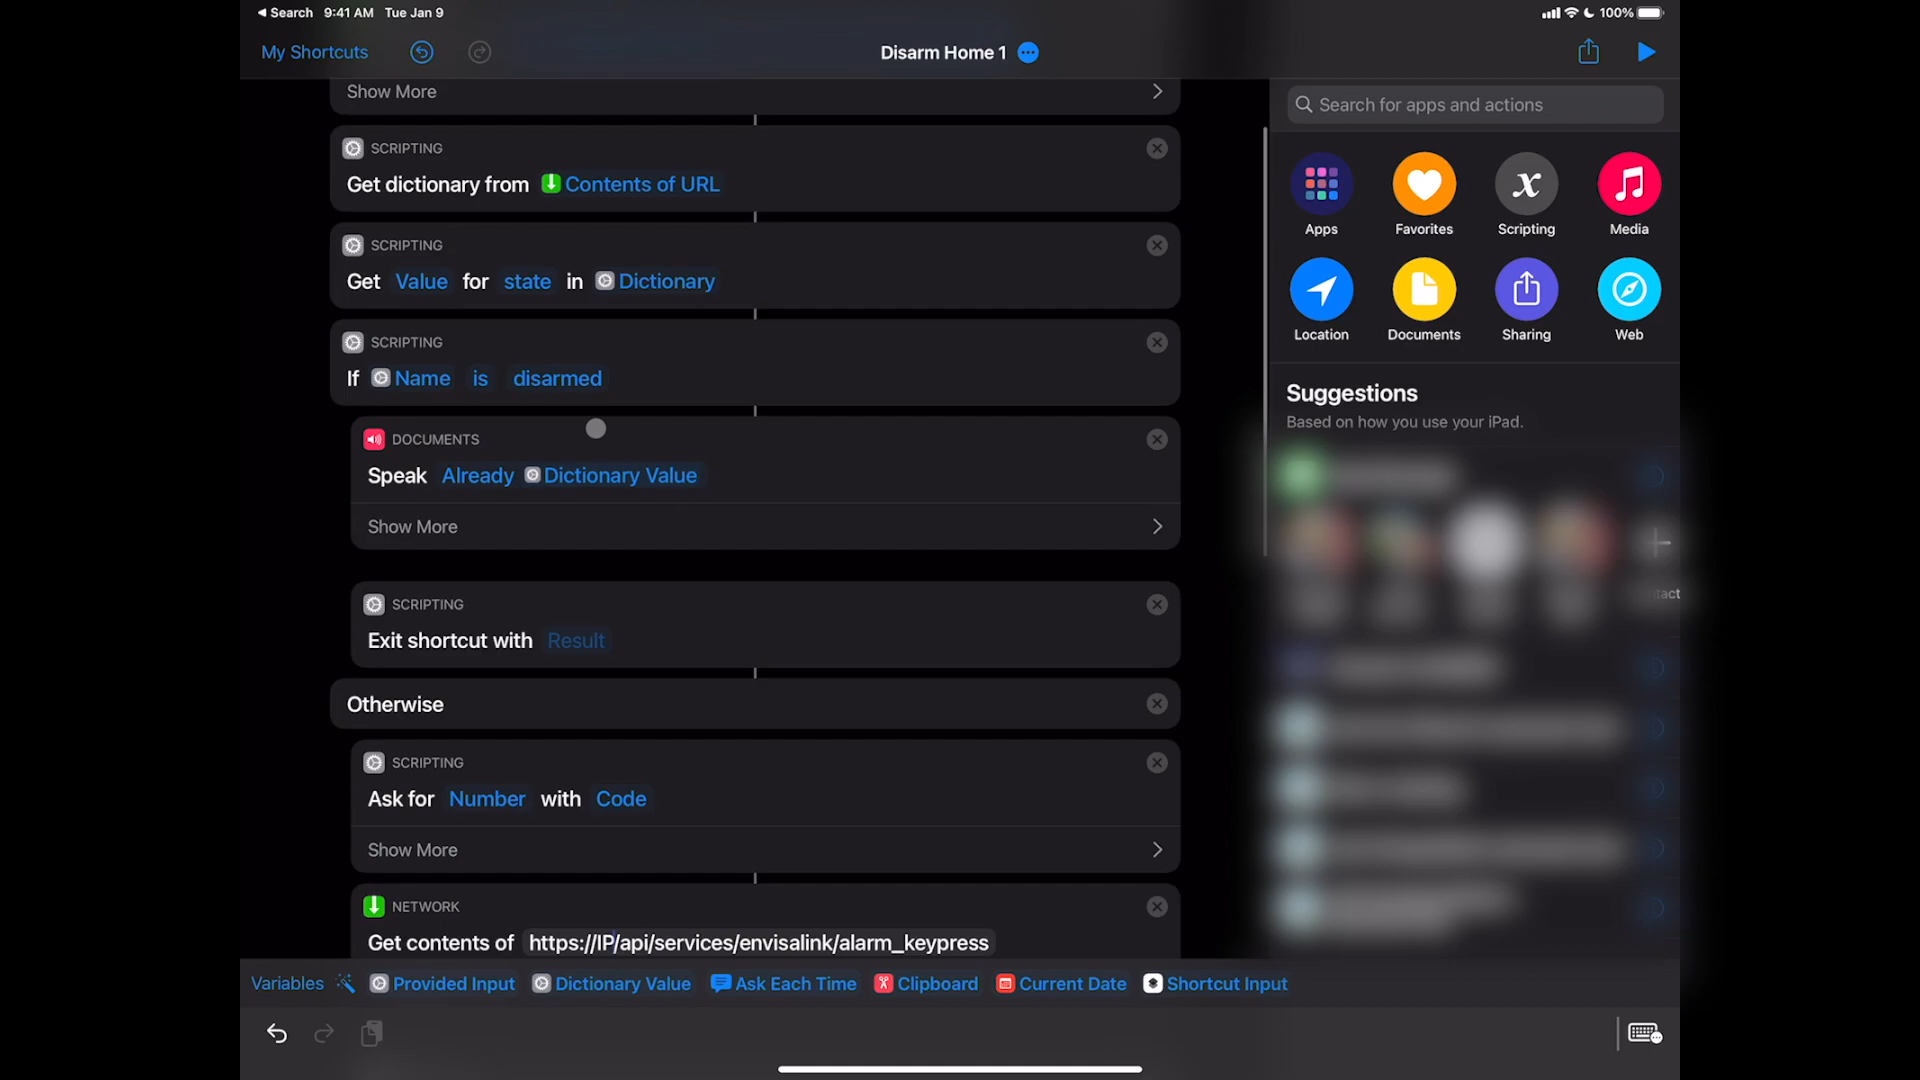 Search 9:41 AM Tue Jan 9
100%
My Shortcuts
Disarm Home 1
Show More
SCRIPTING
Get dictionary from Contents of URL
SCRIPTING
Get Value for state in Dictionary
SCRIPTING
If Name is disarmed
DOCUMENTS
Speak Already Dictionary Value
Show More
SCRIPTING
Exit shortcut with Result
Otherwise
SCRIPTING
Ask for Number with Code
Show More
NETWORK
Get contents of https://IP/api/services/envisalink/alarm_keypress
Search for apps and actions
Apps Favorites Scripting Media
Location Documents Sharing Web
Suggestions
Based on how you use your iPad.
Variables Provided Input Dictionary Value Ask Each Time Clipboard Current Date Shortcut Input